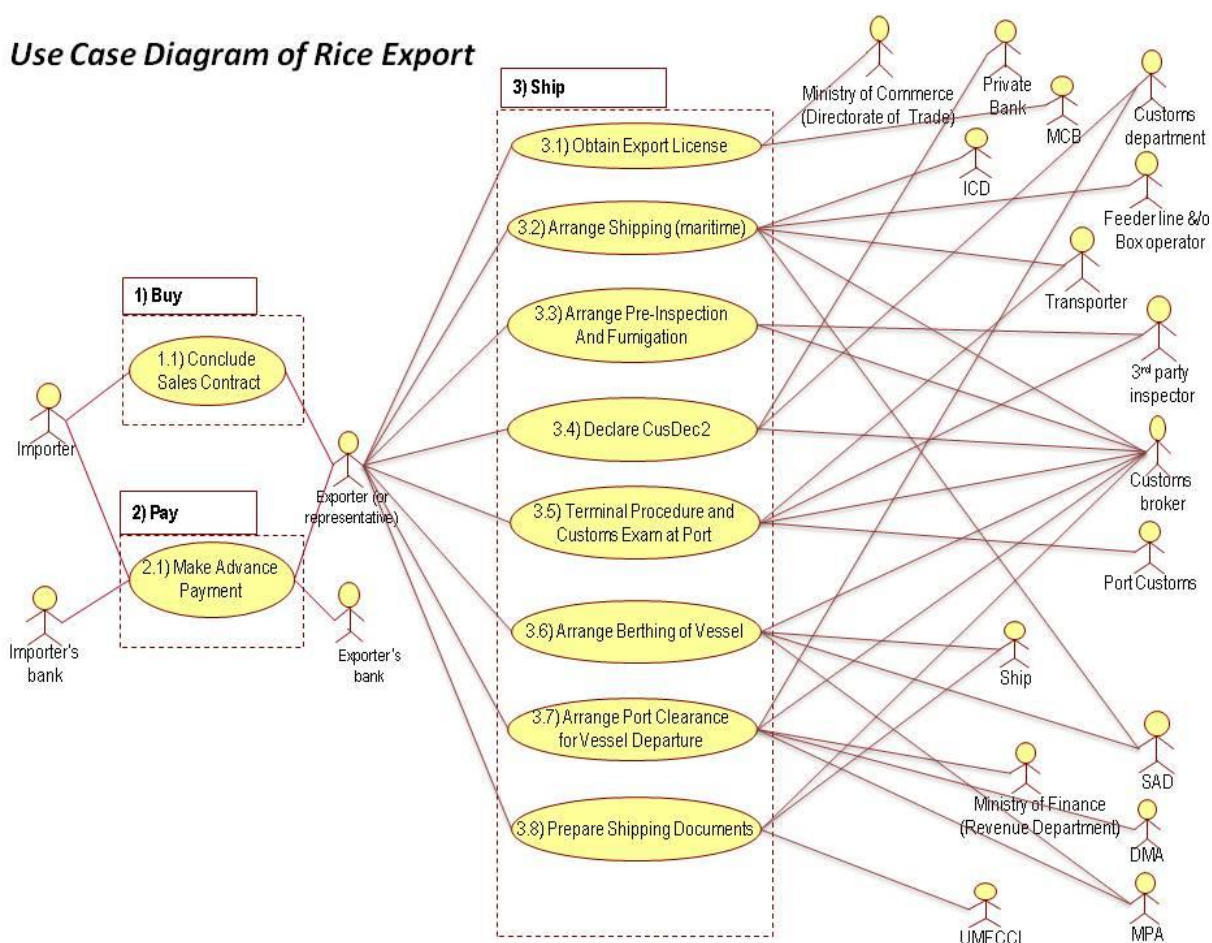 Use Case Diagram of Rice Export
3) Ship
Ministry of Commerce
(Directorate of Trade)
Private
Bank
MCB
Customs
department
3.1) Obtain Export License
ICD
Feeder line &/o
Box operator
3.2) Arrange Shipping (maritime)
Transporter
1) Buy
3.3) Arrange Pre-Inspection
And Fumigation
1.1) Conclude
Sales Contract
3rd party
inspector
Importer
3.4) Declare CusDec2
Customs
broker
Exporter (or
representative)
2) Pay
3.5) Terminal Procedure and
Customs Exam at Port
2.1) Make Advance
Payment
Port Customs
3.6) Arrange Berthing of Vessel
Importer's
bank
Exporter's
bank
Ship
3.7) Arrange Port Clearance
for Vessel Departure
SAD
Ministry of Finance
(Revenue Department)
3.8) Prepare Shipping Documents
DMA
UMFCCI
MPA